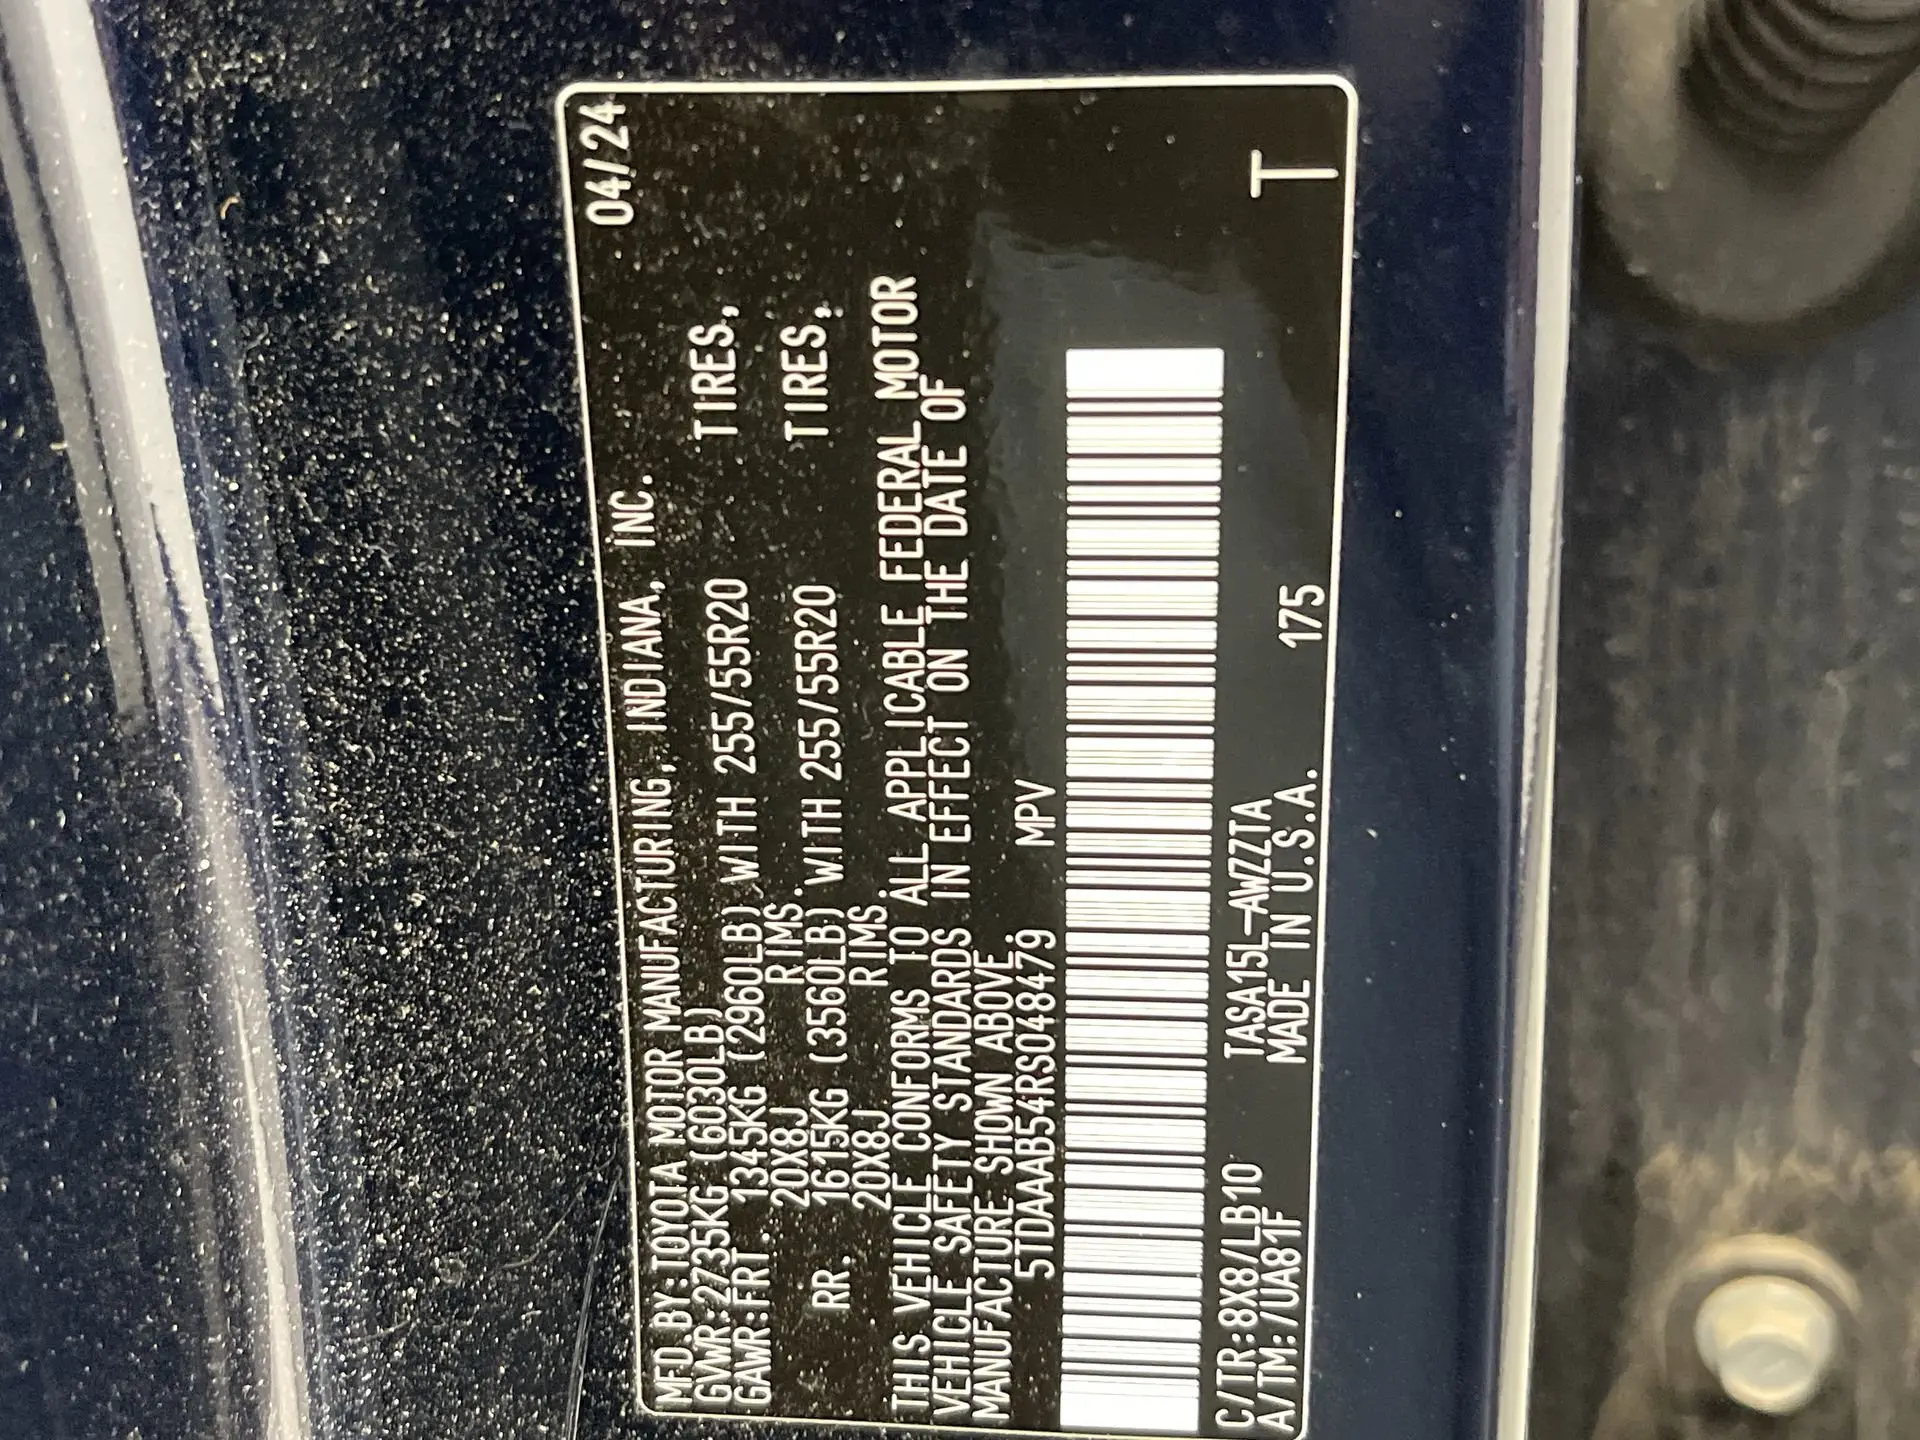 MFD.BY:TOYOTA MOTOR MANUFACTURING, INDIANA, INC. 04/24
GVWR:2735KG (6030LB)
GAWR:FRT. 1345KG (2960LB) WITH 255/55R20 TIRES,
20X8J RIMS.
RR. 1615KG (3560LB) WITH 255/55R20 TIRES,
20X8J RIMS.
THIS VEHICLE CONFORMS TO ALL APPLICABLE FEDERAL MOTOR
VEHICLE SAFETY STANDARDS IN EFFECT ON THE DATE OF
MANUFACTURE SHOWN ABOVE.
5TDAAAB54RS048479 MPV
C/TR:8X8/LB10 TASA15L-AWZZTA
A/TM:7UA81F MADE IN U.S.A. 175 T